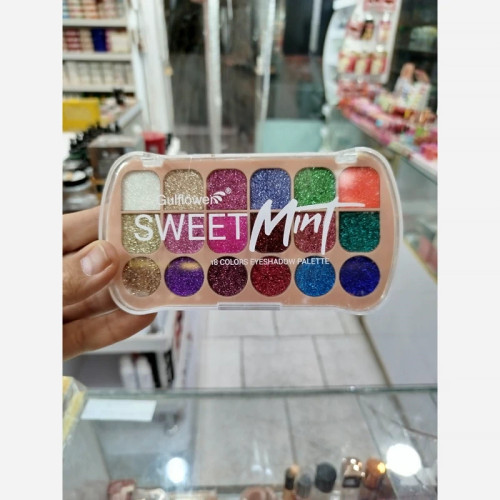 Gulflower
SWEET Mint
18 COLORS EYESHADOW PALETTE